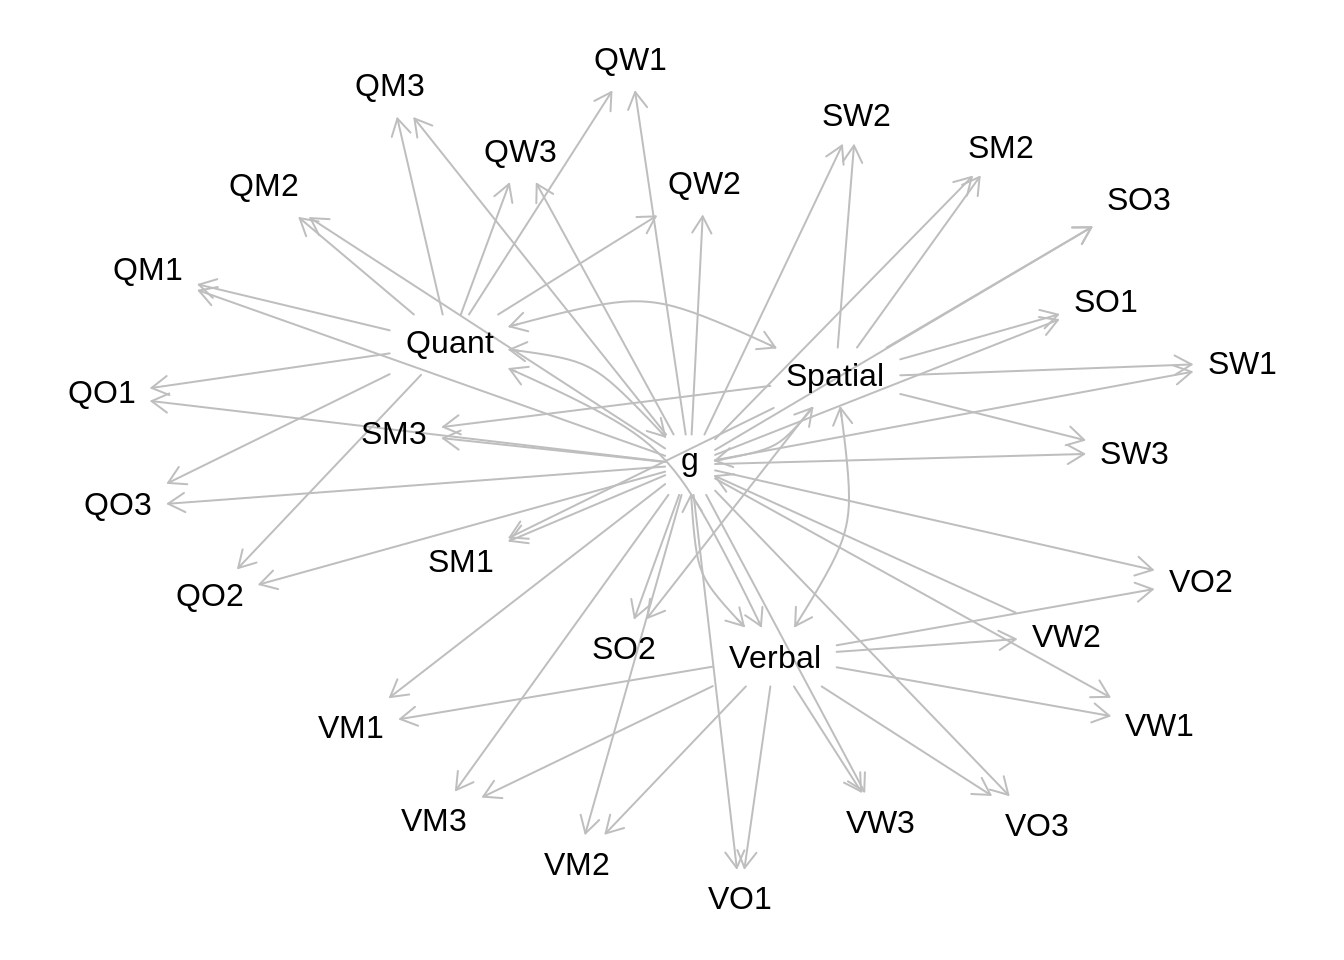 QW1
QM3
SW2
SM2
QW3
QW2
QM2
SO3
QM1
SO1
Quant
SW1
Spatial
QO1
SM3
SW3
g
QO3
SM1
VO2
QO2
VW2
SO2
Verbal
VW1
VM1
VM3
VW3
VO3
VM2
VO1